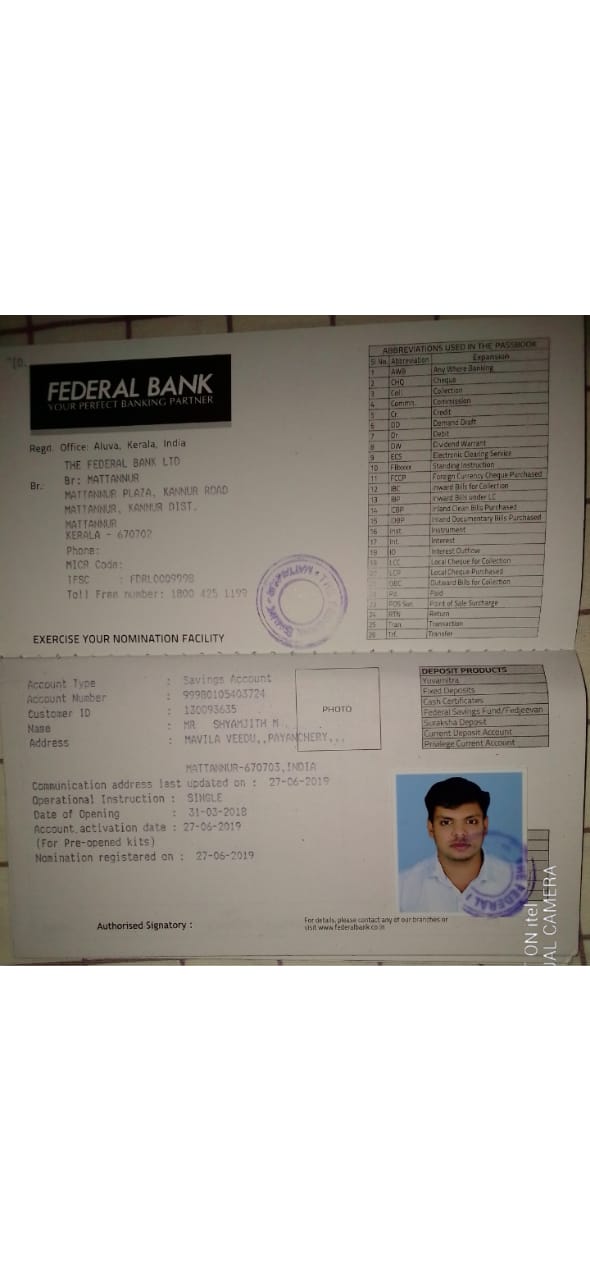 FEDERAL BANK
YOUR PERFECT BANKING PARTNER
Regd. Office: Aluva, Kerala, India
THE FEDERAL BANK LTD
Br: Br: MATTANNUR
MATTANNUR PLAZA, KANNUR ROAD
MATTANNUR, KANNUR DIST.
MATTANNUR
KERALA - 670702
Phone:
MICR Code:
IFSC : FDRL0009998
Toll Free number: 1800 425 1199
EXERCISE YOUR NOMINATION FACILITY
ABBREVIATIONS USED IN THE PASSBOOK
Sl No. Abbreviation Expansion
1 AWB Any Where Banking
2 CHQ Cheque
3 Coll Collection
4 Commn. Commission
5 Cr. Credit
6 DD Demand Draft
7 Dr Debit
8 DW Dividend Warrant
9 ECS Electronic Clearing Service
10 FBxxxx Standing Instruction
11 FCCP Foreign Currency Cheque Purchased
12 IBC Inward Bills for Collection
13 IBP Inward Bills under LC
14 ICBP Inland Clean Bills Purchased
15 IDBP Inland Documentary Bills Purchased
16 Inst Instrument
17 Int. Interest
18 IO Interest Outflow
19 LCC Local Cheque for Collection
LCP Local Cheque Purchased
OBC Outward Bills for Collection
Pd. Paid
23 POS Sur. Point of Sale Surcharge
24 RTN Return
25 Tran Transaction
26 Trf. Transfer
Account Type : Savings Account
Account Number : 99980105403724
Customer ID : 130093635
Name : MR SHYAMJITH M .
Address : MAVILA VEEDU,,PAYANCHERY,,,
MATTANNUR-670703,INDIA
PHOTO
Communication address last updated on : 27-06-2019
Operational Instruction : SINGLE
Date of Opening : 31-03-2018
Account activation date : 27-06-2019
(For Pre-opened kits)
Nomination registered on : 27-06-2019
Authorised Signatory :
For details, please contact any of our branches or
visit www.federalbank.co.in
DEPOSIT PRODUCTS
Yuvamitra
Fixed Deposits
Cash Certificates
Federal Savings Fund/Fedjeevan
Suraksha Deposit
Current Deposit Account
Privilege Current Account
THE FEDERAL
ON itel
UAL CAMERA